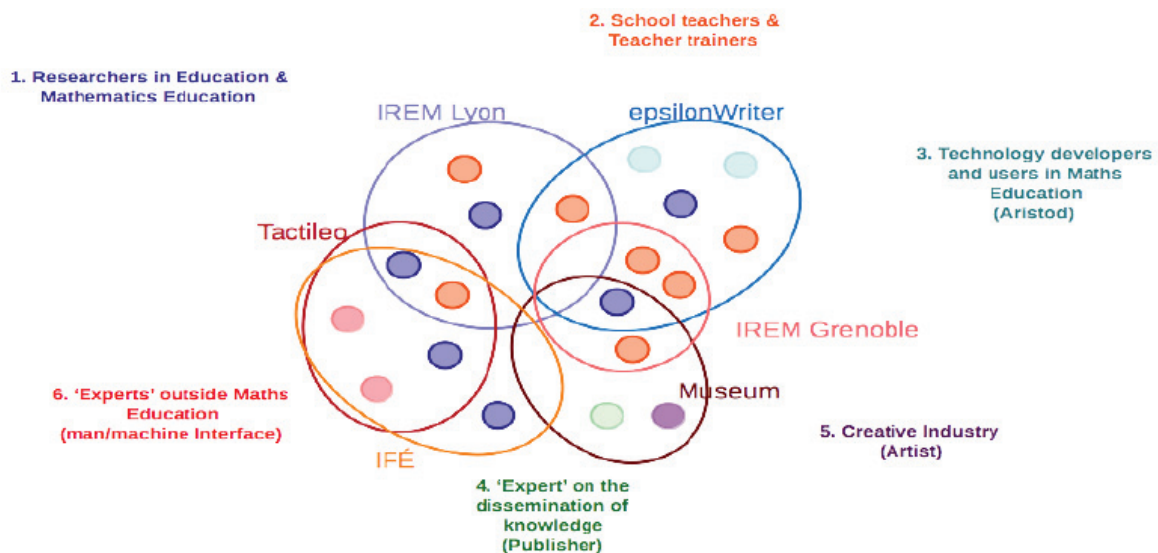 2. School teachers &
Teacher trainers
1. Researchers in Education &
Mathematics Education
IREM Lyon
epsilonWriter
3. Technology developers
and users in Maths
Education
(Aristod)
Tactileo
IREM Grenoble
Museum
6. ‘Experts’ outside Maths
Education
(man/machine Interface)
5. Creative Industry
(Artist)
IFÉ
4. ‘Expert’ on the
dissemination of
knowledge
(Publisher)